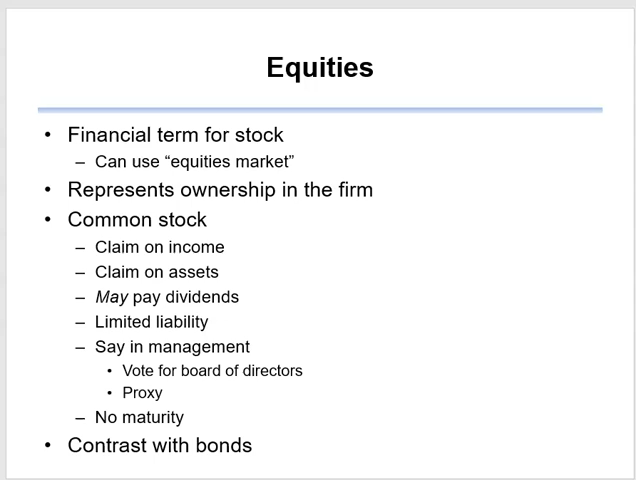 Equities
• Financial term for stock
– Can use “equities market”
• Represents ownership in the firm
• Common stock
– Claim on income
– Claim on assets
– May pay dividends
– Limited liability
– Say in management
• Vote for board of directors
• Proxy
– No maturity
• Contrast with bonds